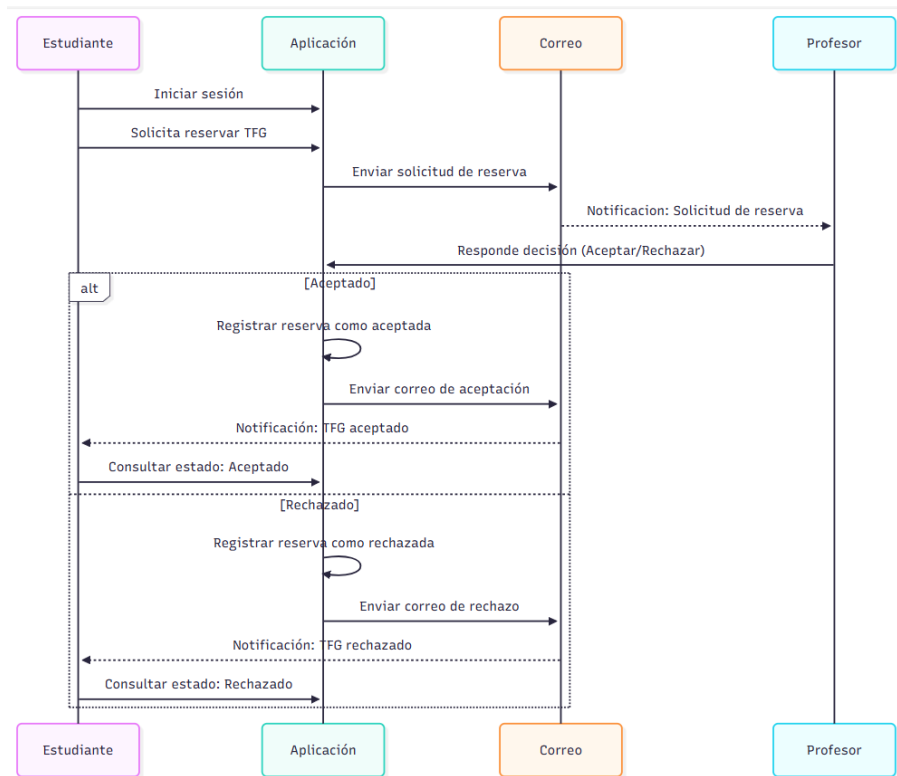 Estudiante
Aplicación
Correo
Profesor
Iniciar sesión
Solicita reservar TFG
Enviar solicitud de reserva
Notificacion: Solicitud de reserva
Responde decisión (Aceptar/Rechazar)
alt
[Aceptado]
Registrar reserva como aceptada
Enviar correo de aceptación
Notificación: TFG aceptado
Consultar estado: Aceptado
[Rechazado]
Registrar reserva como rechazada
Enviar correo de rechazo
Notificación: TFG rechazado
Consultar estado: Rechazado
Estudiante
Aplicación
Correo
Profesor